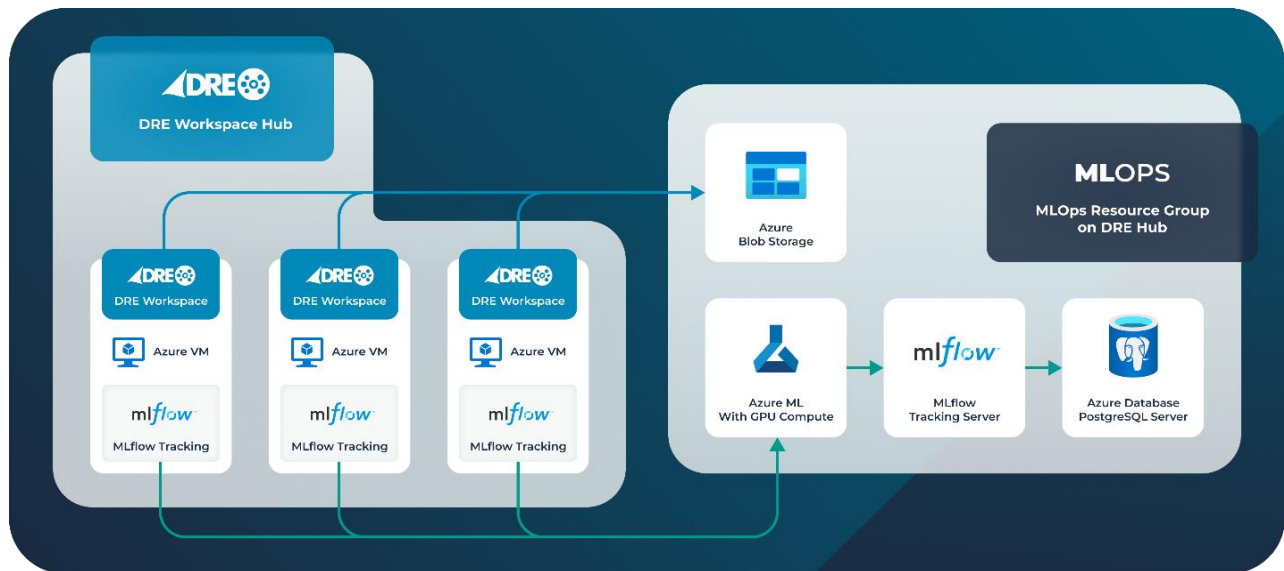 DRE
DRE Workspace Hub
DRE
DRE Workspace
Azure VM
mlflow
MLflow Tracking
DRE
DRE Workspace
Azure VM
mlflow
MLflow Tracking
DRE
DRE Workspace
Azure VM
mlflow
MLflow Tracking
Azure
Blob Storage
MLOPS
MLOps Resource Group
on DRE Hub
Azure ML
With GPU Compute
mlflow
MLflow
Tracking Server
Azure Database
PostgreSQL Server